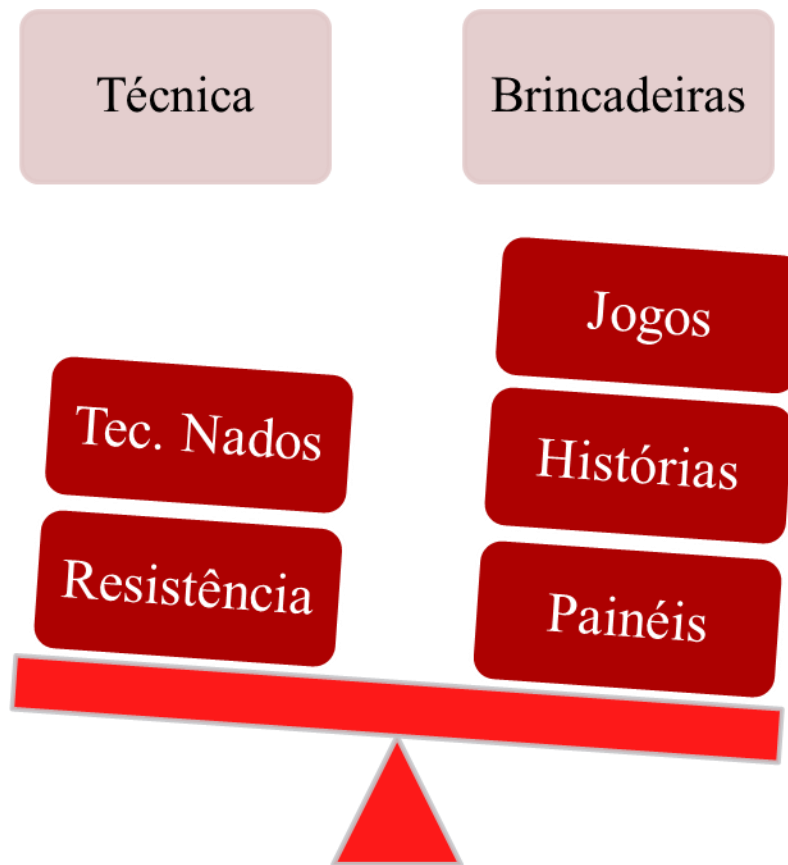 Técnica
Brincadeiras
Jogos
Tec. Nados
Histórias
Resistência
Painéis